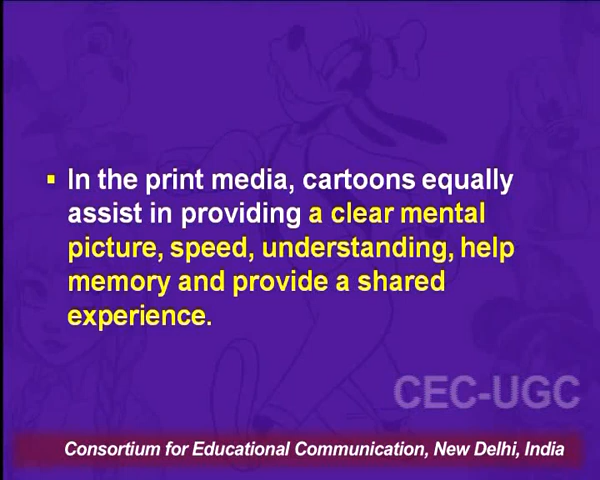 In the print media, cartoons equally
assist in providing a clear mental
picture, speed, understanding, help
memory and provide a shared
experience.
CEC-UGC
Consortium for Educational Communication, New Delhi, India